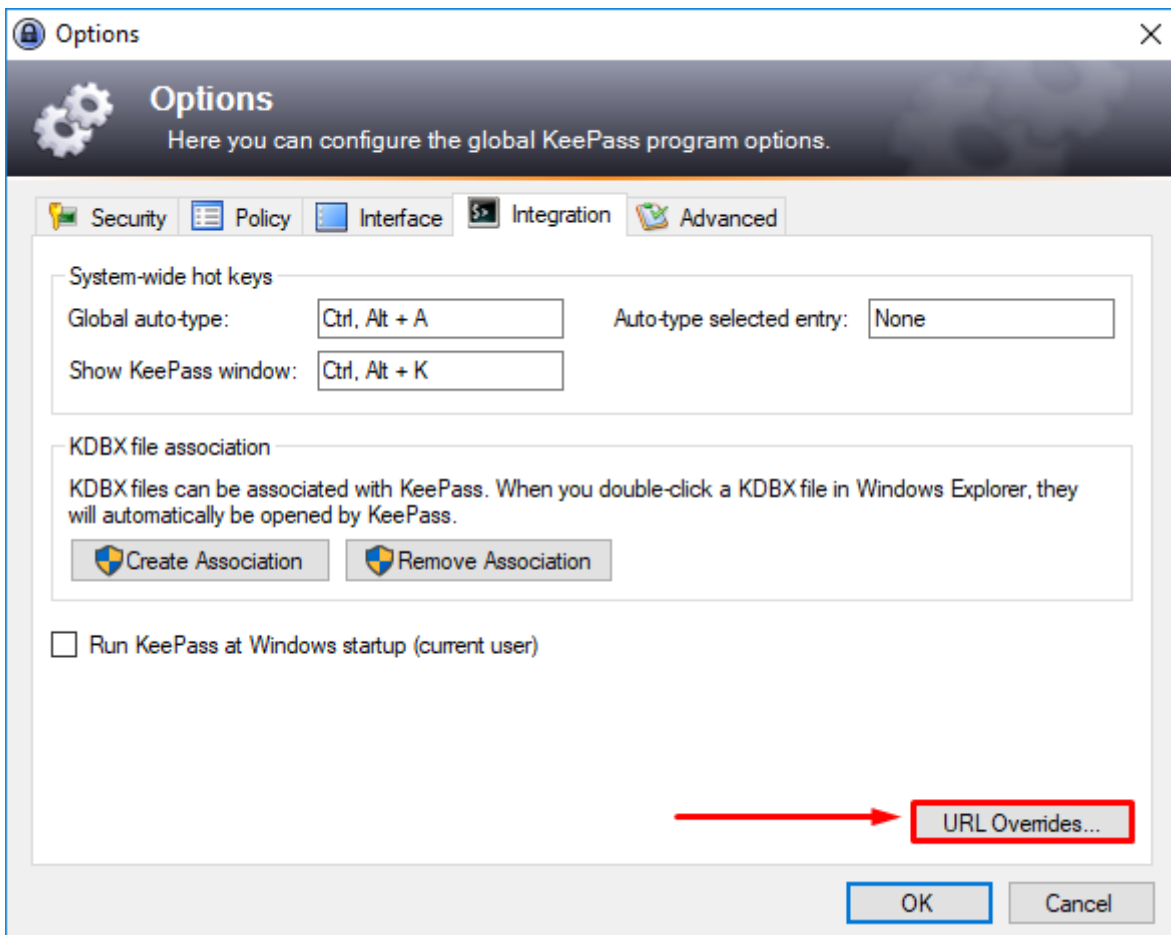 Options
Options
Here you can configure the global KeePass program options.
Security Policy Interface Integration Advanced
System-wide hot keys
Global auto-type: Ctrl, Alt + A Auto-type selected entry: None
Show KeePass window: Ctrl, Alt + K
KDBX file association
KDBX files can be associated with KeePass. When you double-click a KDBX file in Windows Explorer, they
will automatically be opened by KeePass.
Create Association Remove Association
Run KeePass at Windows startup (current user)
URL Overrides...
OK Cancel